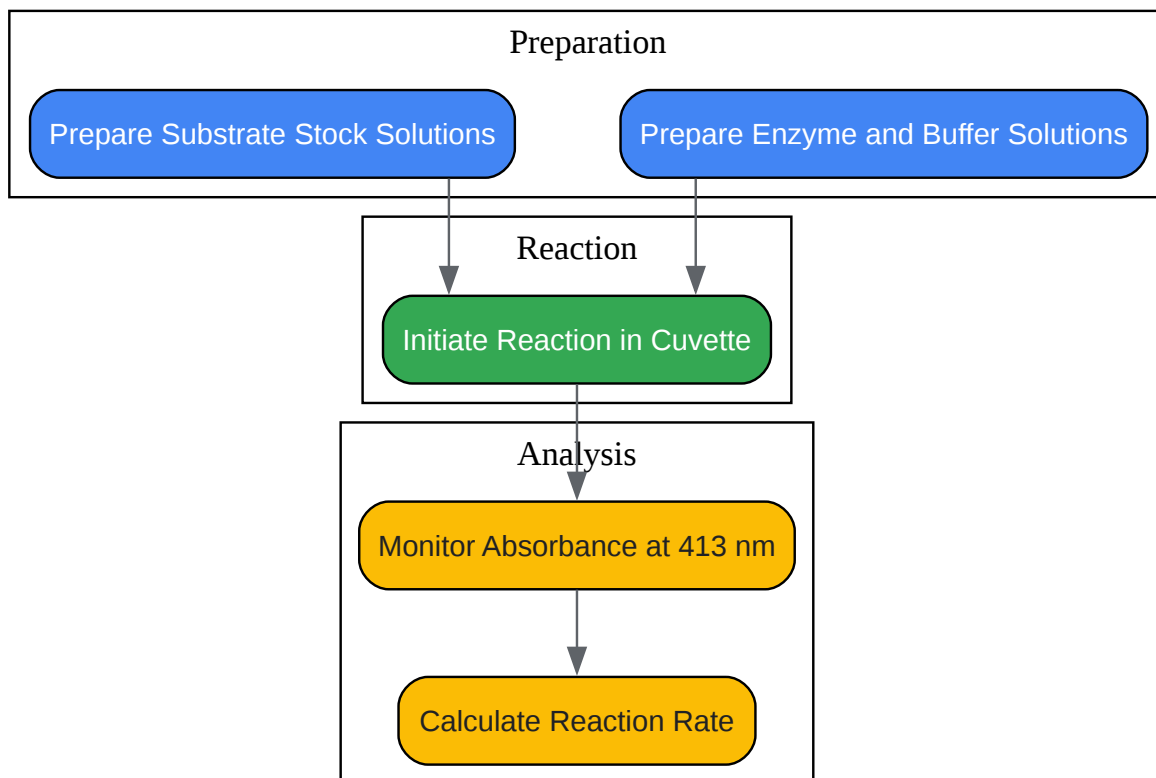 Preparation
Prepare Substrate Stock Solutions
Prepare Enzyme and Buffer Solutions
Reaction
Initiate Reaction in Cuvette
Analysis
Monitor Absorbance at 413 nm
Calculate Reaction Rate